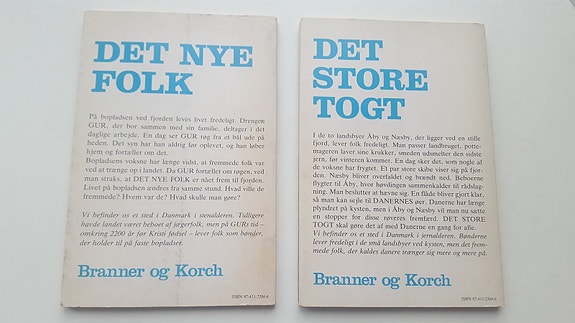 DET NYE
FOLK
På bopladsen ved fjorden leves livet fredeligt. Drengen
GUR, der bor sammen med sin familie, deltager i det
daglige arbejde. En dag ser GUR røg fra et bål ude på
heden. Det syn har han aldrig før oplevet, og han løber
hjem og fortæller om det.
Bopladsens voksne har længe vidst, at fremmede folk var
ved at trænge op i landet. Da GUR fortæller om røgen, ved
man straks, at DET NYE FOLK er nået frem til fjorden.
Livet på bopladsen ændres fra samme stund. Hvad ville de
fremmede? Hvem var de? Hvad skulle man gøre?
Vi befinder os et sted i Danmark i stenalderen. Tidligere
havde landet været beboet af jægerfolk, men på GURs tid –
omkring 2200 år før Kristi fødsel – lever folk som bønder,
der holder til på faste bopladser.
Branner og Korch
ISBN 87-411-2366-6
DET
STORE
TOGT
I de to landsbyer Åby og Næsby, der ligger ved en stille
fjord, lever folk fredeligt. Man passer landbruget, potte-
mageren laver sine krukker, smeden udsmelter den sidste
jern, før vinteren kommer. En dag sker det, som nogle af
de voksne har frygtet. Et par store skibe viser sig på fjor-
den. Næsby bliver overfaldet og brændt ned. Beboerne
flygter til Åby, hvor høvdingen sammenkalder til rådslag-
ning. Man beslutter at hævne sig. En flåde bliver gjort klar,
så man kan sejle til DANERNES øer. Danerne har længe
plyndret på kysten, men i Åby og Næsby vil man nu sætte
en stopper for disse røveres fremfærd. DET STORE
TOGT skal gøre det af med Danerne en gang for alle.
Vi befinder os et sted i Danmark i jernalderen. Bønderne
lever fredeligt i de små landsbyer ved kysten, men det frem-
mede folk, der kaldes danere trænger sig mere og mere på.
Branner og Korch